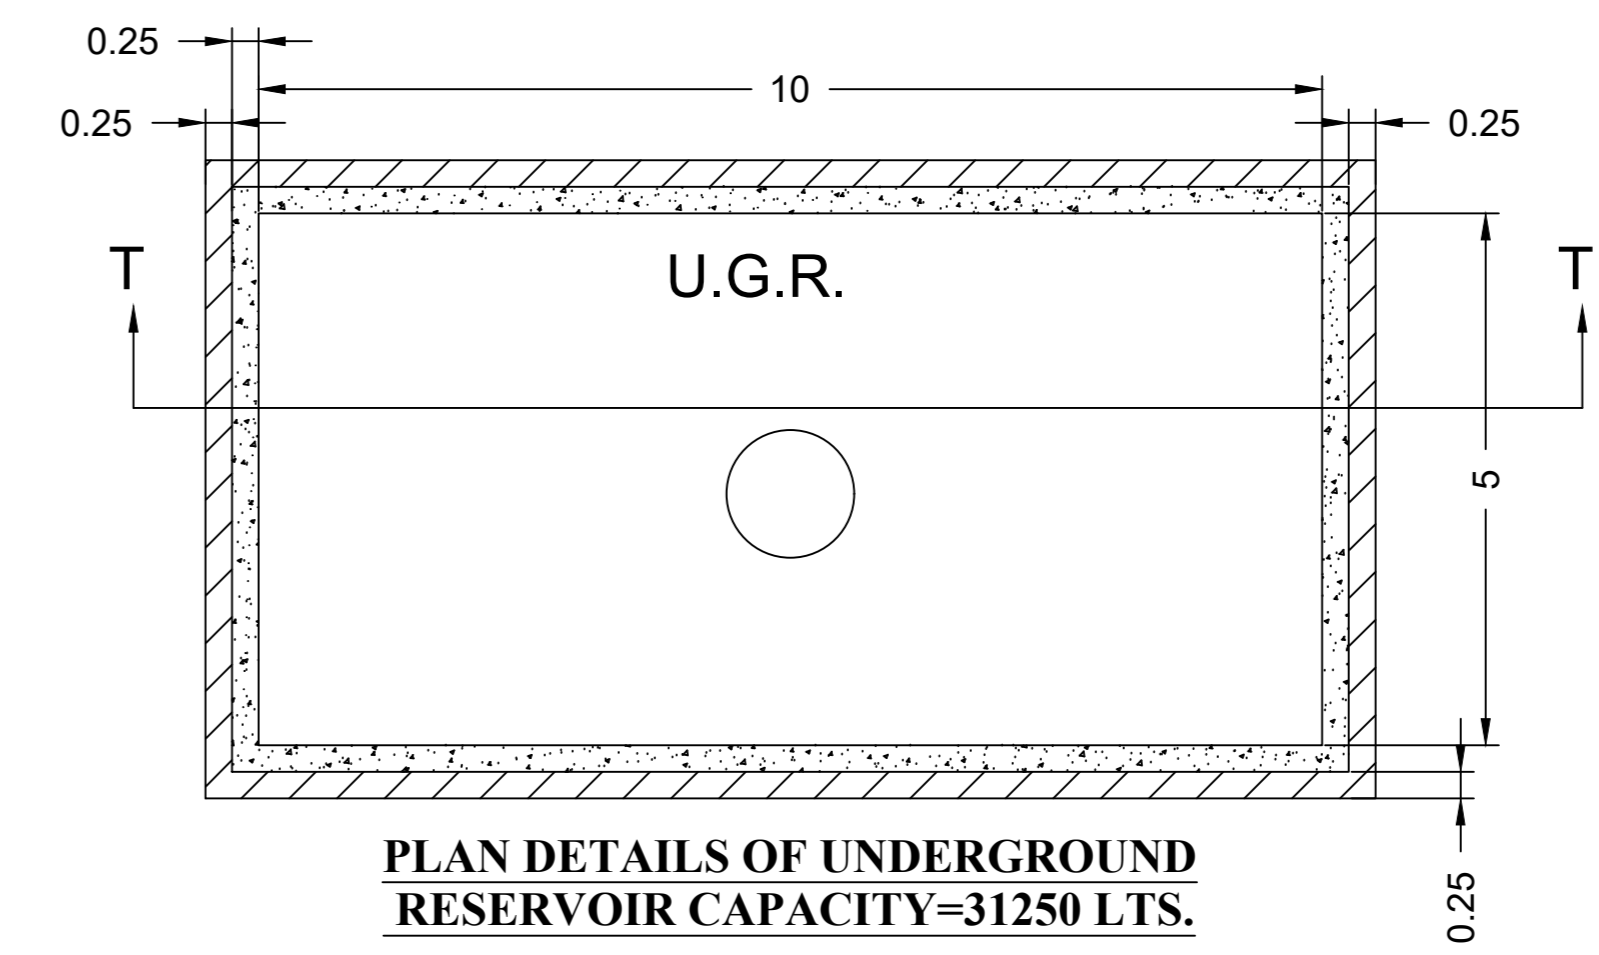 0.25
10
0.25
0.25
T
U.G.R.
T
5
PLAN DETAILS OF UNDERGROUND
RESERVOIR CAPACITY=31250 LTS.
0.25